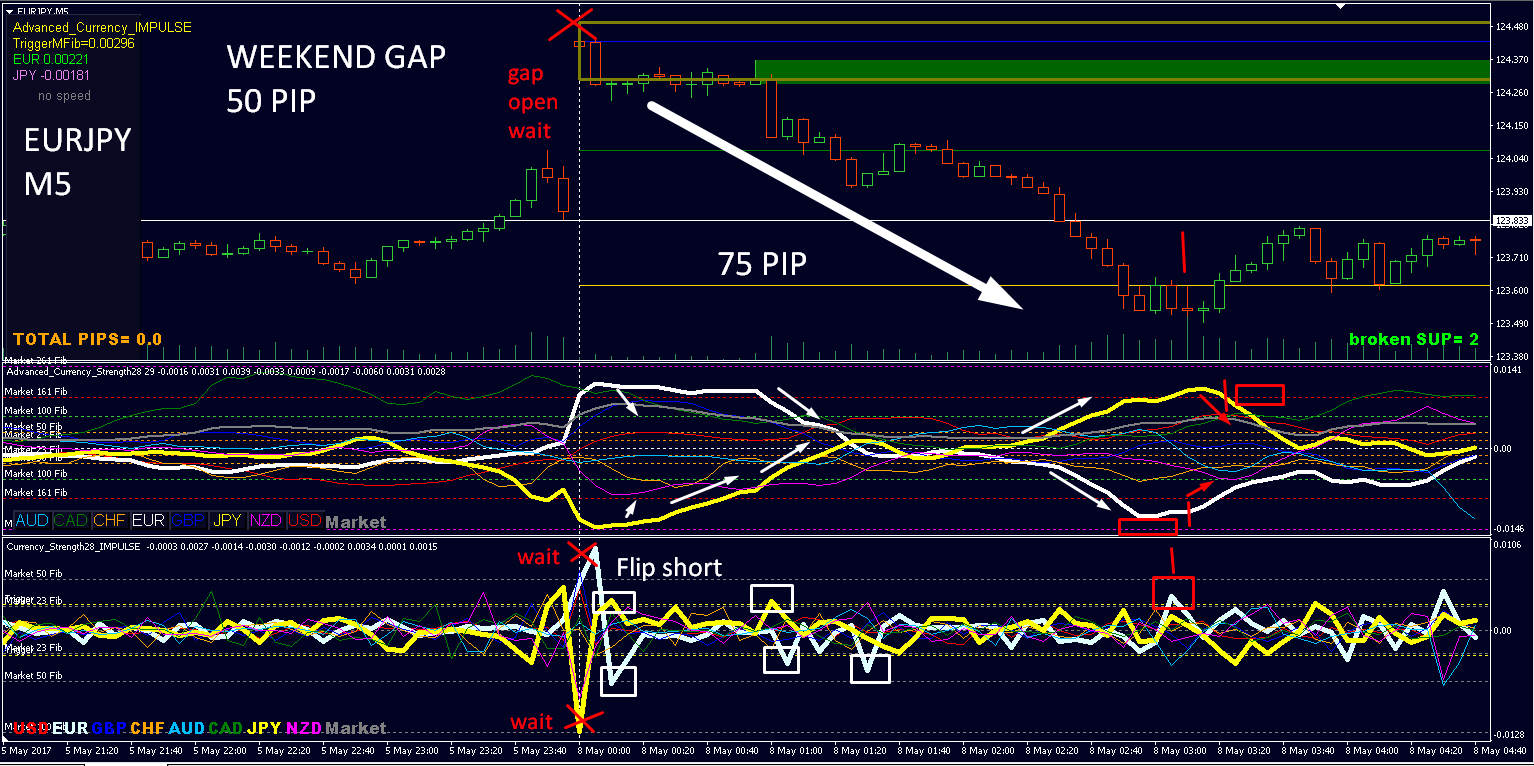 EURJPY,M5
Advanced_Currency_IMPULSE
TriggerMFib=0.00296
EUR 0.00221
JPY -0.00181
no speed
EURJPY
M5
WEEKEND GAP
50 PIP
gap
open
wait
75 PIP
TOTAL PIPS= 0.0
broken SUP= 2
124.480
124.370
124.260
124.150
124.040
123.930
123.833
123.710
123.600
123.490
123.380
Market 261 Fib
Advanced_Currency_Strength28 29 -0.0016 0.0031 0.0039 -0.0033 0.0009 -0.0017 -0.0060 0.0031 0.0028
0.0141
Market 161 Fib
Market 100 Fib
Market 50 Fib
Market 23 Fib
Market 23 Fib
0.00
Market 100 Fib
Market 161 Fib
AUD CAD CHF EUR GBP JPY NZD USD Market
-0.0146
Currency_Strength28_IMPULSE -0.0003 0.0027 -0.0014 -0.0030 -0.0012 -0.0002 0.0034 0.0001 0.0015
0.0106
wait
Flip short
Market 50 Fib
Trigger
Market 23 Fib
0.00
Market 23 Fib
Trigger
Market 50 Fib
wait
USD EUR GBP CHF AUD CAD JPY NZD Market
-0.0128
5 May 2017 5 May 21:20 5 May 21:40 5 May 22:00 5 May 22:20 5 May 22:40 5 May 23:00 5 May 23:20 5 May 23:40 8 May 00:00 8 May 00:20 8 May 00:40 8 May 01:00 8 May 01:20 8 May 01:40 8 May 02:00 8 May 02:20 8 May 02:40 8 May 03:00 8 May 03:20 8 May 03:40 8 May 04:00 8 May 04:20 8 May 04:40